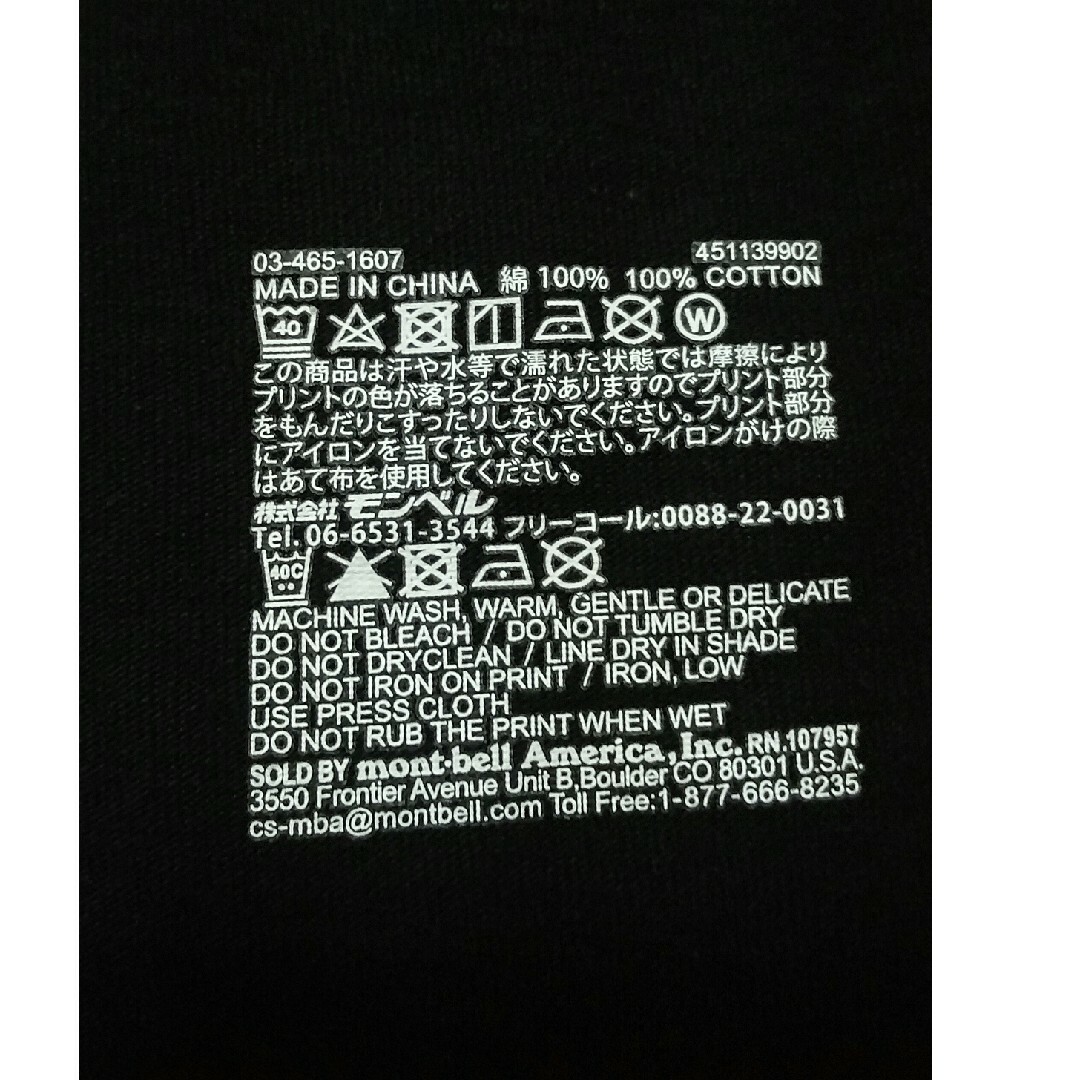 03-465-1607 451139902
MADE IN CHINA 綿 100% 100% COTTON
40 W
この商品は汗や水等で濡れた状態では摩擦により
プリントの色が落ちることがありますのでプリント部分
をもんだりこすったりしないでください。プリント部分
にアイロンを当てないでください。アイロンがけの際
はあて布を使用してください。
株式会社 モンベル
Tel. 06-6531-3544 フリーコール:0088-22-0031
40C
MACHINE WASH, WARM, GENTLE OR DELICATE
DO NOT BLEACH / DO NOT TUMBLE DRY
DO NOT DRYCLEAN / LINE DRY IN SHADE
DO NOT IRON ON PRINT / IRON, LOW
USE PRESS CLOTH
DO NOT RUB THE PRINT WHEN WET
SOLD BY mont-bell America, Inc. RN.107957
3550 Frontier Avenue Unit B,Boulder CO 80301 U.S.A.
cs-mba@montbell.com Toll Free:1-877-666-8235